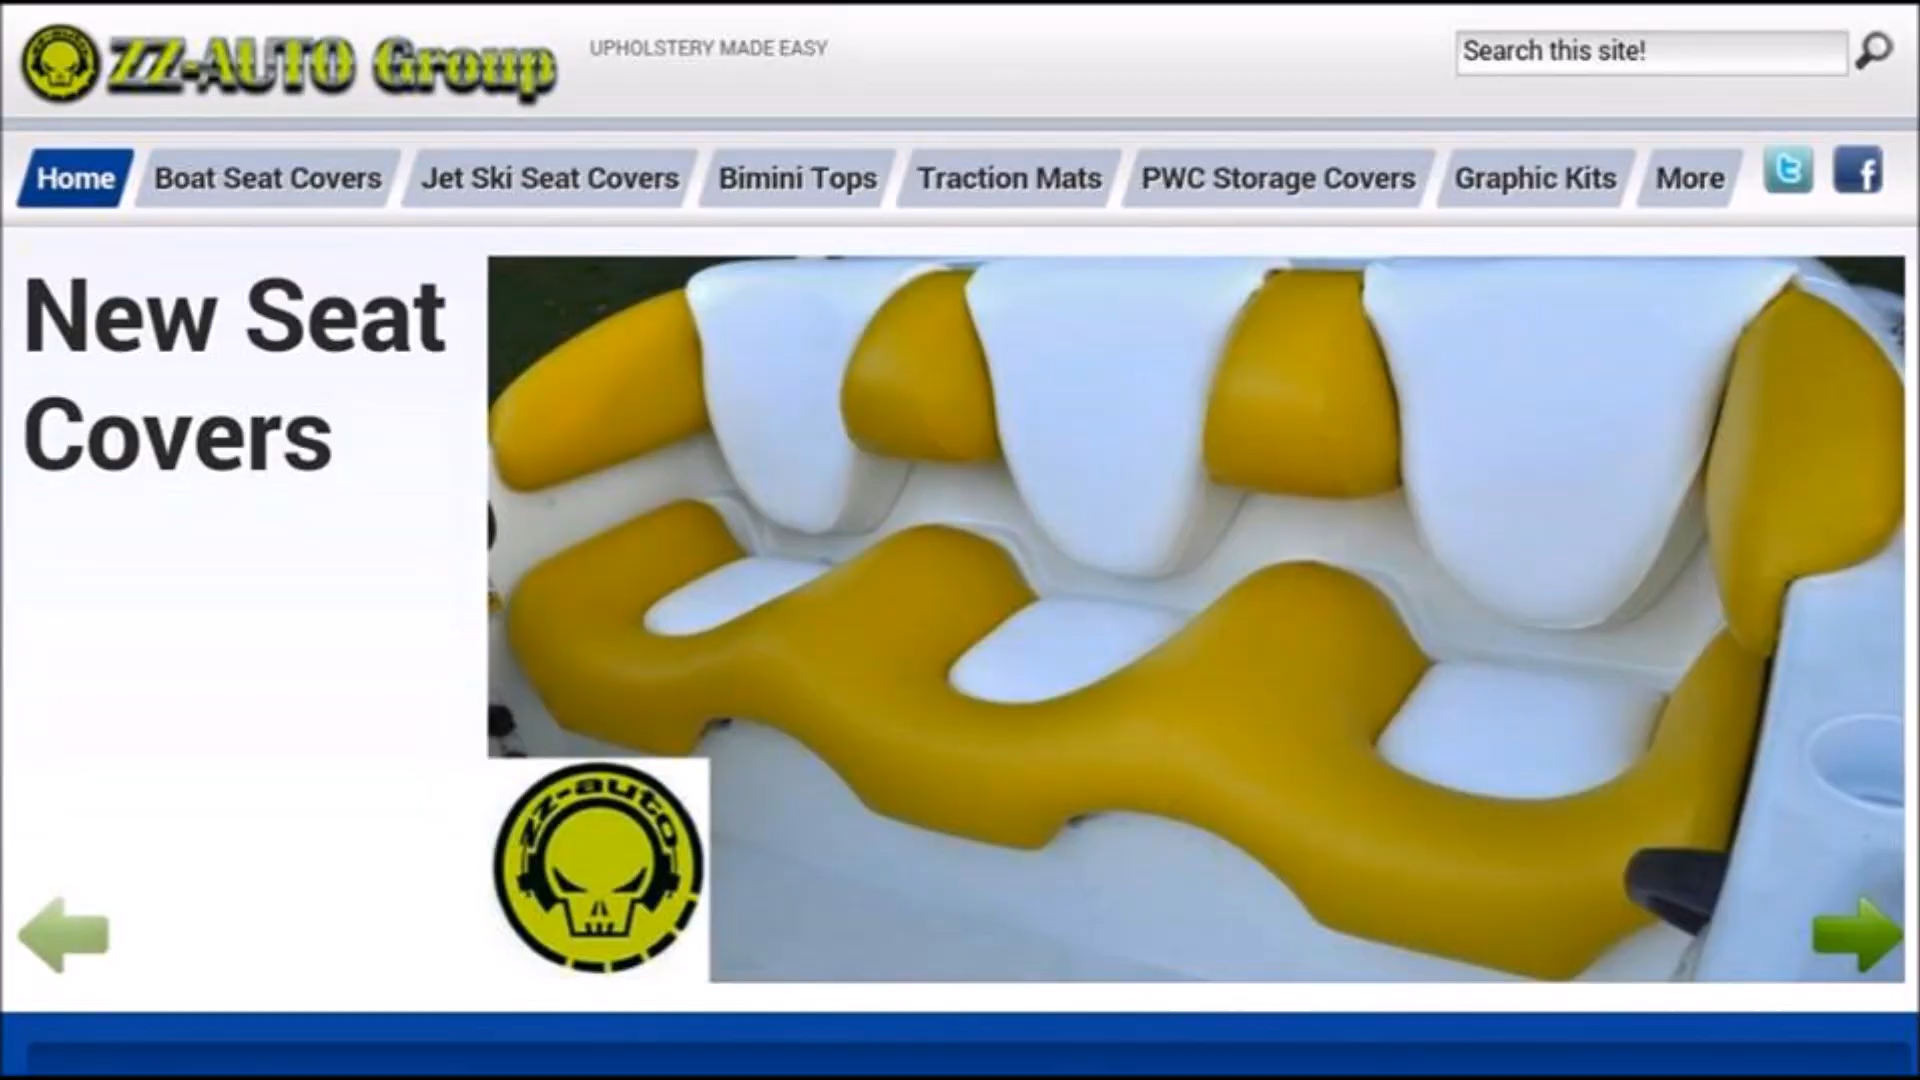 ZZ-AUTO Group
UPHOLSTERY MADE EASY
Search this site!
Home
Boat Seat Covers
Jet Ski Seat Covers
Bimini Tops
Traction Mats
PWC Storage Covers
Graphic Kits
More
New Seat
Covers
zz-auto